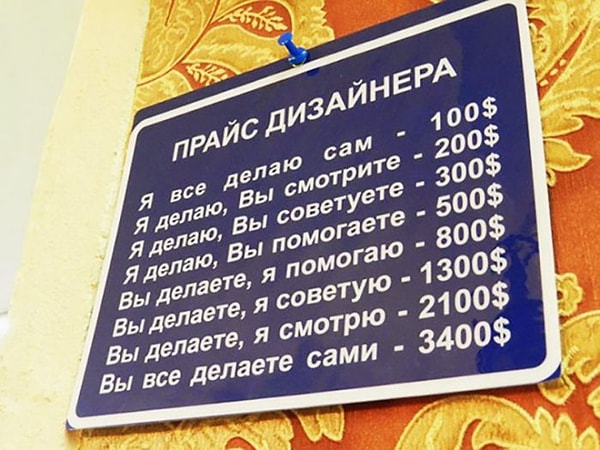 ПРАЙС ДИЗАЙНЕРА
Я все делаю сам - 100$
Я делаю, Вы смотрите - 200$
Я делаю, Вы советуете - 300$
Я делаю, Вы помогаете - 500$
Вы делаете, я помогаю - 800$
Вы делаете, я советую - 1300$
Вы делаете, я смотрю - 2100$
Вы все делаете сами - 3400$